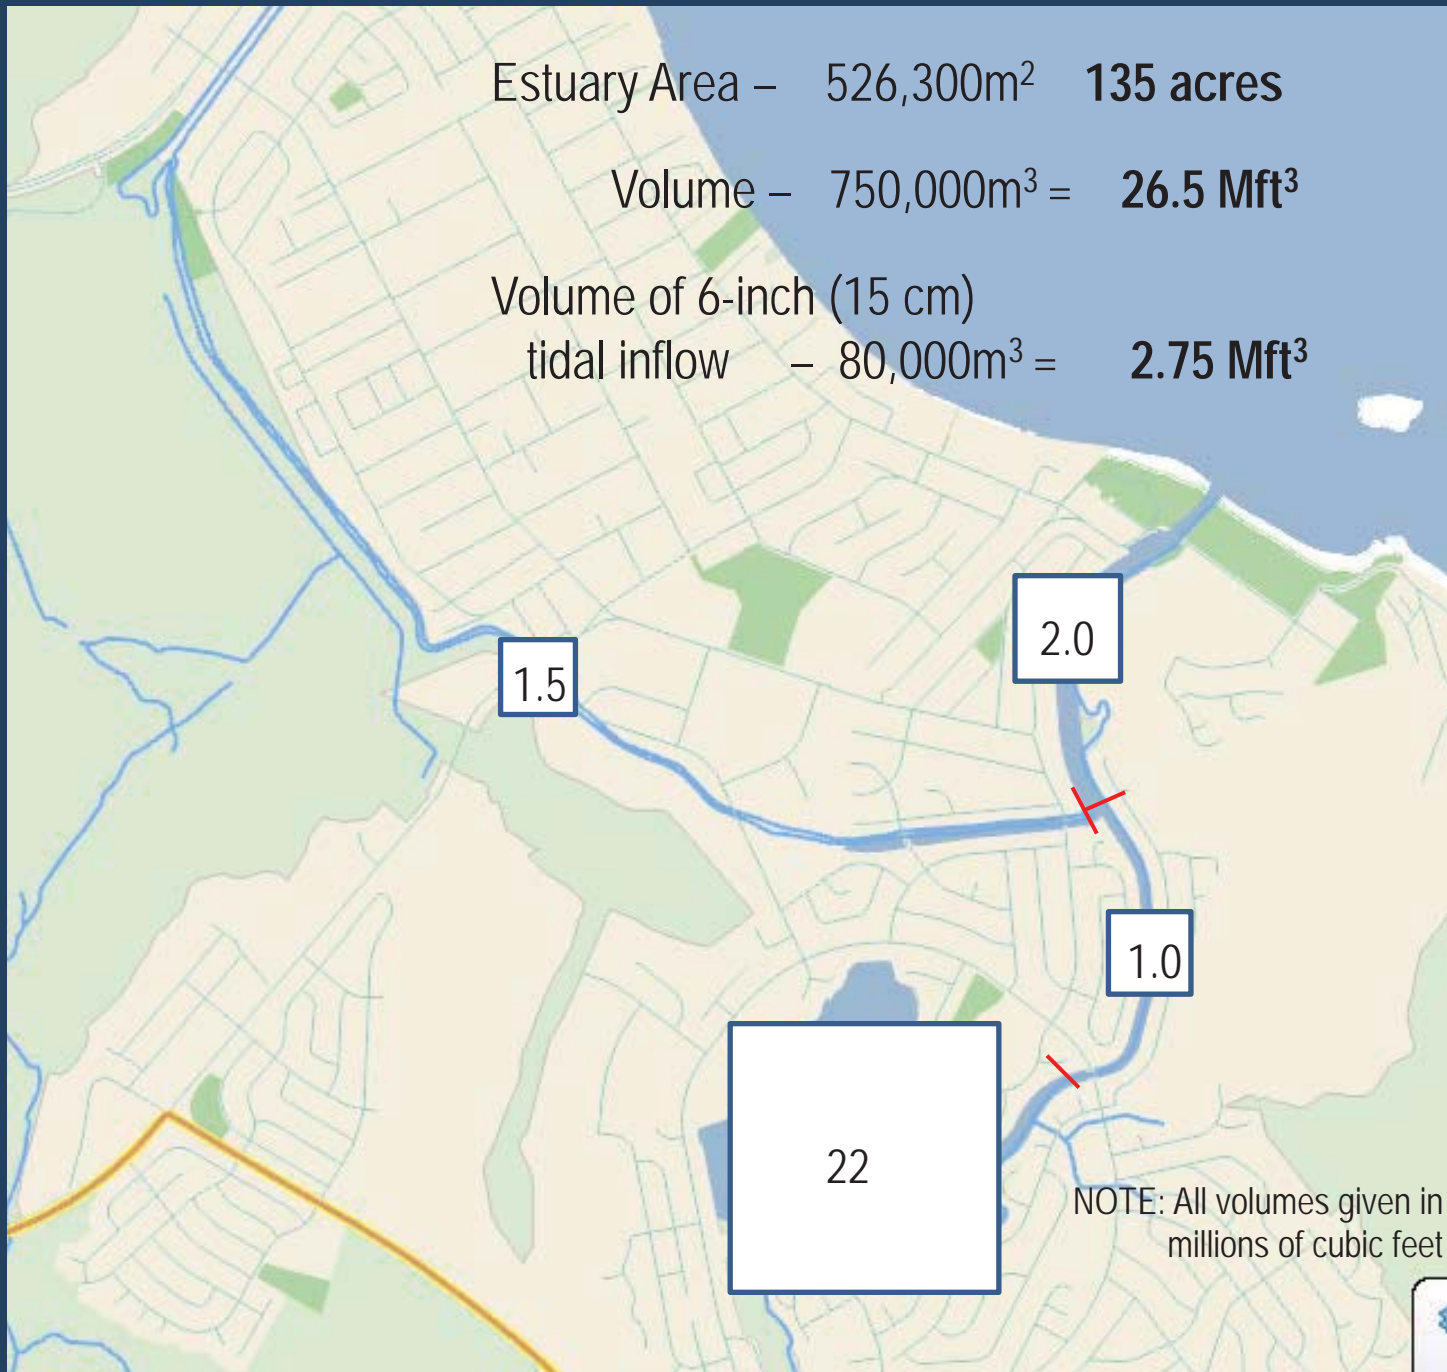 Estuary Area – 526,300m² 135 acres
Volume – 750,000m³ = 26.5 Mft³
Volume of 6-inch (15 cm)
tidal inflow – 80,000m³ = 2.75 Mft³
2.0
1.5
1.0
22
NOTE: All volumes given in
millions of cubic feet